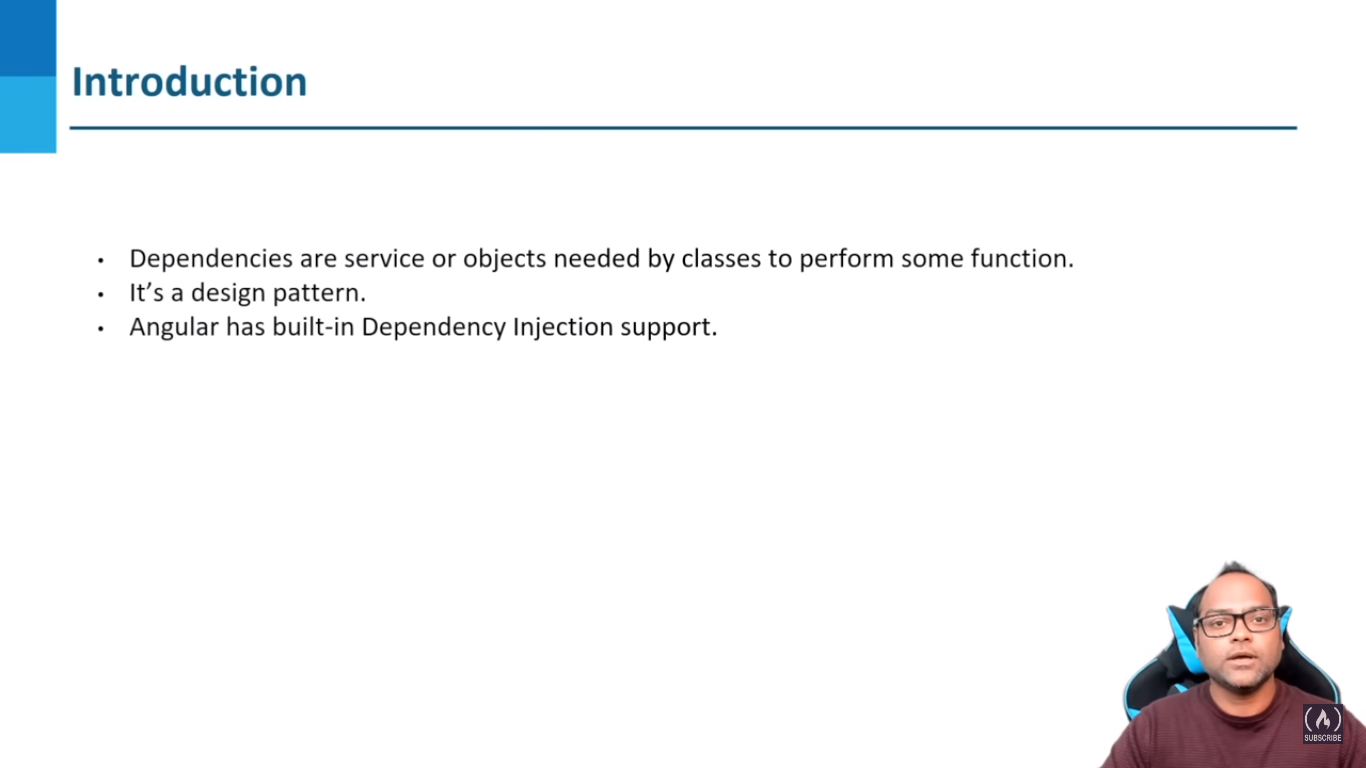 Introduction
• Dependencies are service or objects needed by classes to perform some function.
• It’s a design pattern.
• Angular has built-in Dependency Injection support.
SUBSCRIBE